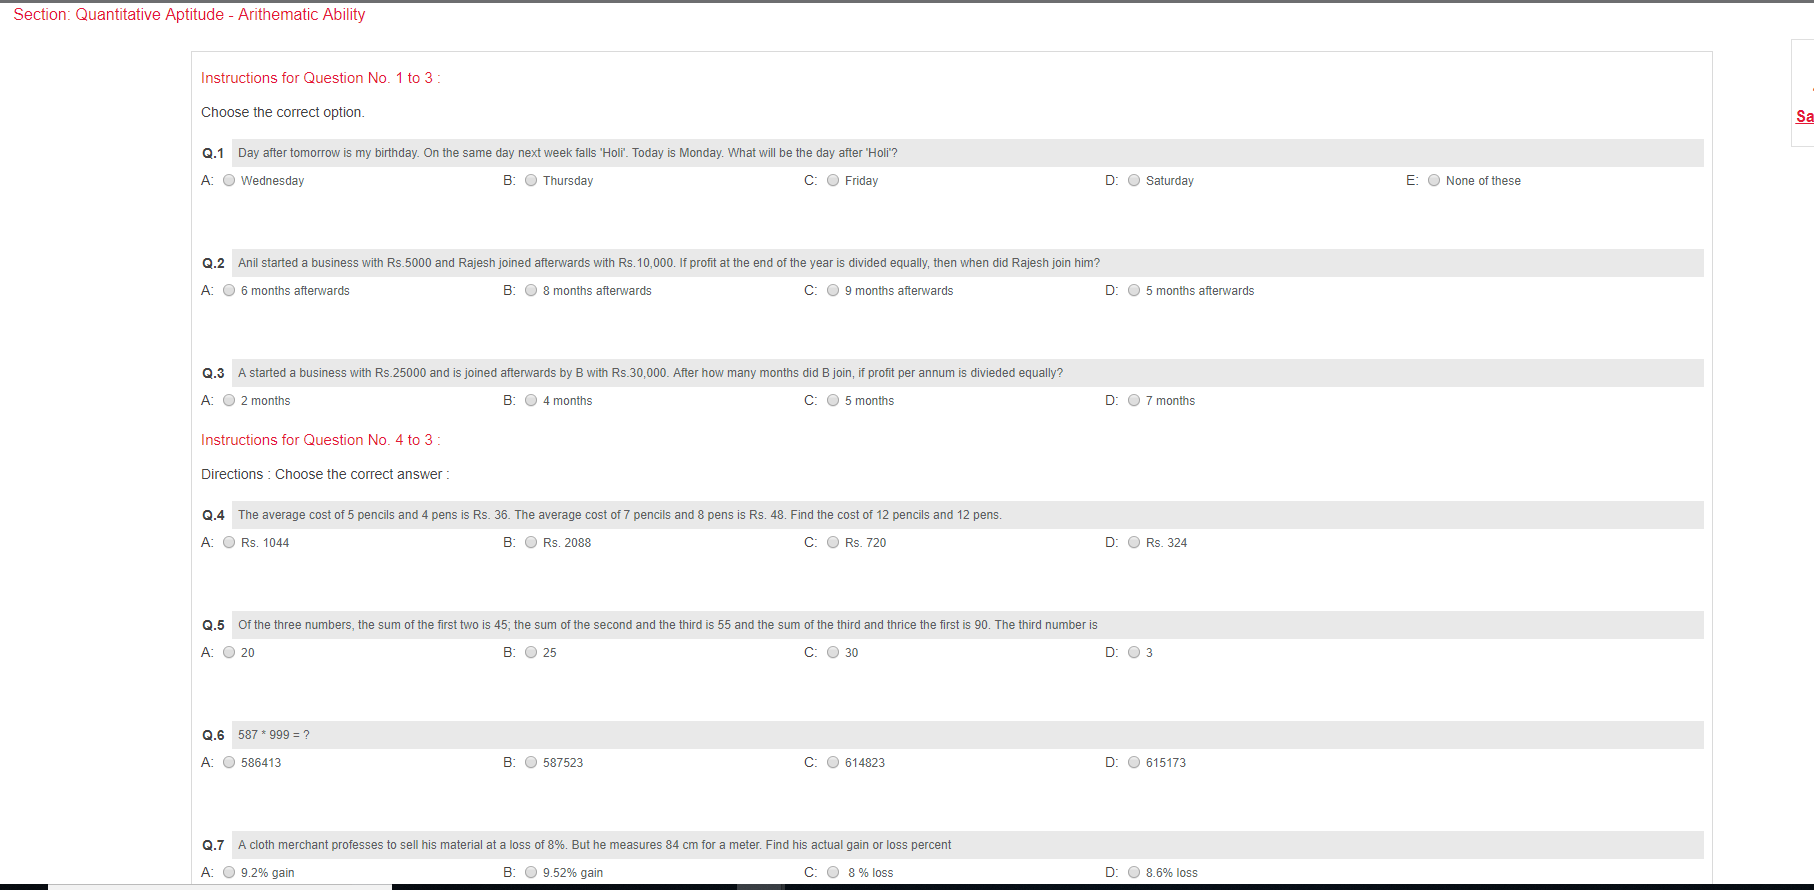 Section: Quantitative Aptitude - Arithematic Ability
Instructions for Question No. 1 to 3 :
Choose the correct option.
Q.1 Day after tomorrow is my birthday. On the same day next week falls 'Holi'. Today is Monday. What will be the day after 'Holi'?
A: Wednesday B: Thursday C: Friday D: Saturday E: None of these
Sa
Q.2 Anil started a business with Rs.5000 and Rajesh joined afterwards with Rs.10,000. If profit at the end of the year is divided equally, then when did Rajesh join him?
A: 6 months afterwards B: 8 months afterwards C: 9 months afterwards D: 5 months afterwards
Q.3 A started a business with Rs.25000 and is joined afterwards by B with Rs.30,000. After how many months did B join, if profit per annum is divieded equally?
A: 2 months B: 4 months C: 5 months D: 7 months
Instructions for Question No. 4 to 3 :
Directions : Choose the correct answer :
Q.4 The average cost of 5 pencils and 4 pens is Rs. 36. The average cost of 7 pencils and 8 pens is Rs. 48. Find the cost of 12 pencils and 12 pens.
A: Rs. 1044 B: Rs. 2088 C: Rs. 720 D: Rs. 324
Q.5 Of the three numbers, the sum of the first two is 45; the sum of the second and the third is 55 and the sum of the third and thrice the first is 90. The third number is
A: 20 B: 25 C: 30 D: 3
Q.6 587 * 999 = ?
A: 586413 B: 587523 C: 614823 D: 615173
Q.7 A cloth merchant professes to sell his material at a loss of 8%. But he measures 84 cm for a meter. Find his actual gain or loss percent
A: 9.2% gain B: 9.52% gain C: 8 % loss D: 8.6% loss